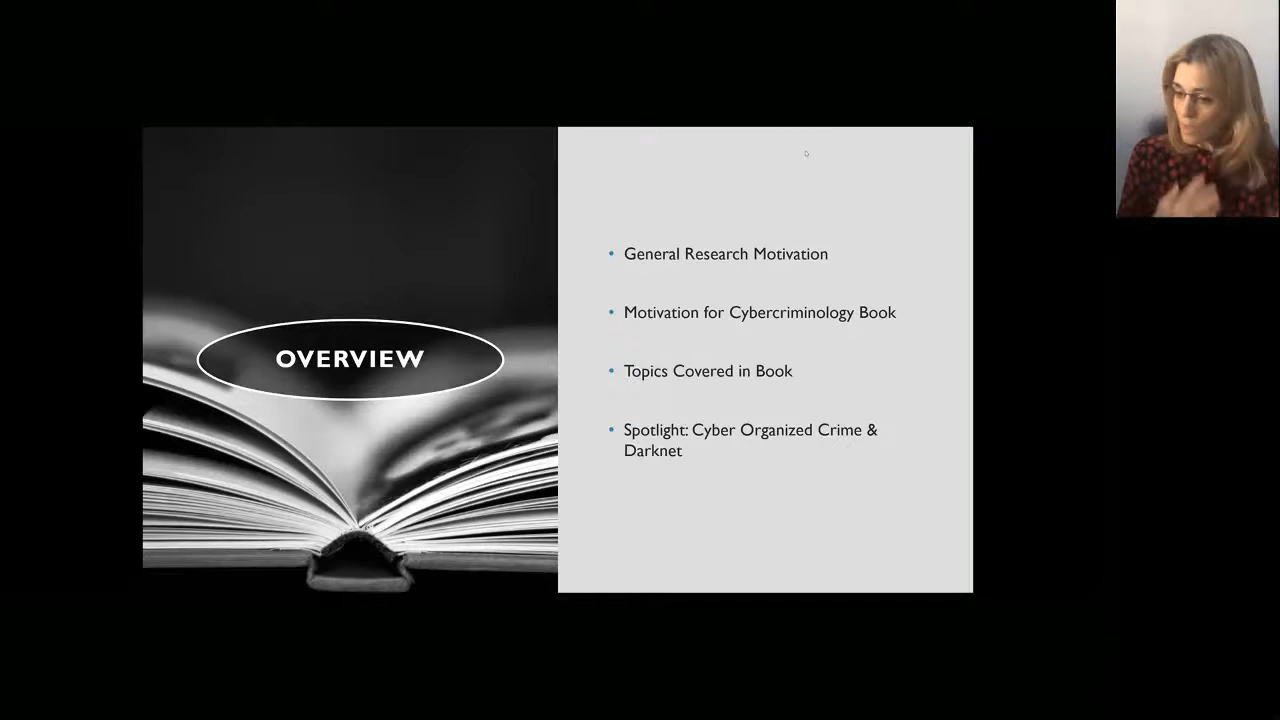 OVERVIEW
• General Research Motivation
• Motivation for Cybercriminology Book
• Topics Covered in Book
• Spotlight: Cyber Organized Crime &
Darknet